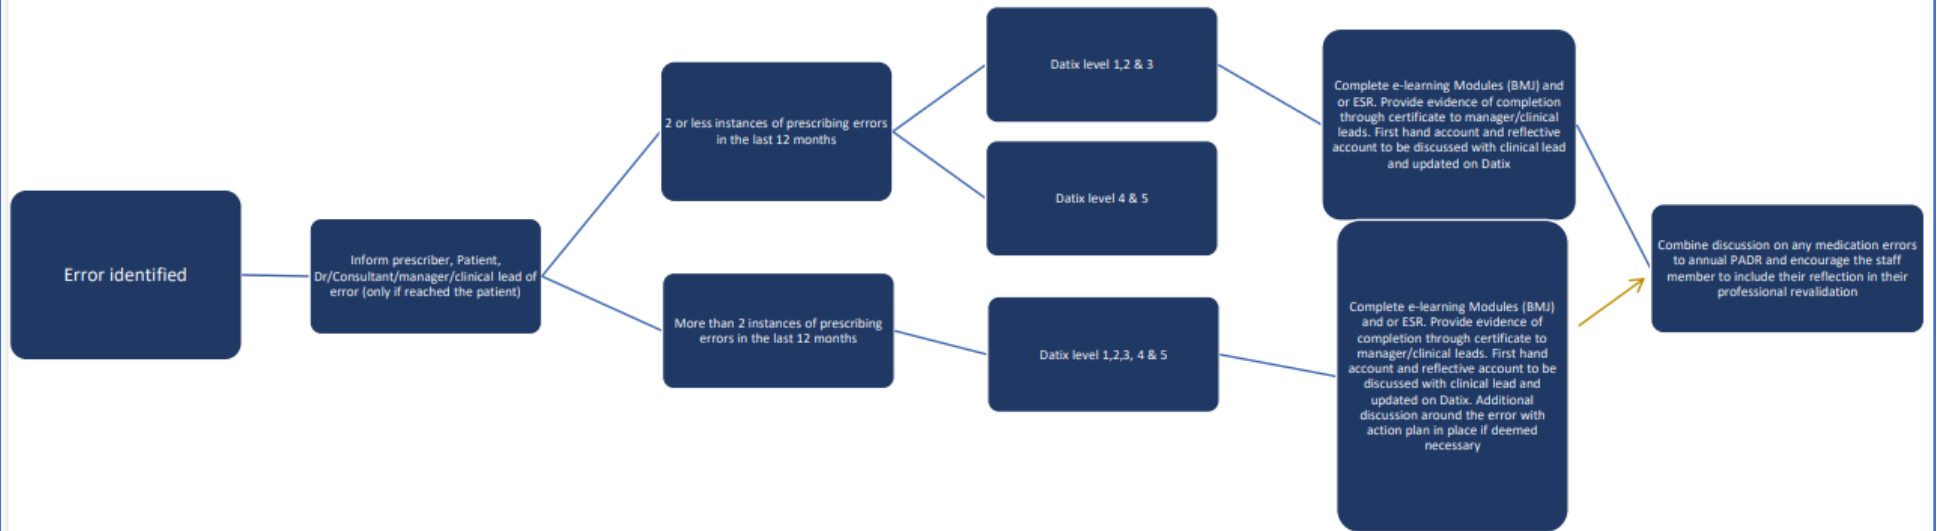 Error identified
Inform prescriber, Patient,
Dr/Consultant/manager/clinical lead of
error (only if reached the patient)
2 or less instances of prescribing errors
in the last 12 months
Datix level 1,2 & 3
Complete e-learning Modules (BMJ) and
or ESR. Provide evidence of completion
through certificate to manager/clinical
leads. First hand account and reflective
account to be discussed with clinical lead
and updated on Datix
Datix level 4 & 5
More than 2 instances of prescribing
errors in the last 12 months
Datix level 1,2,3, 4 & 5
Complete e-learning Modules (BMJ)
and or ESR. Provide evidence of
completion through certificate to
manager/clinical leads. First hand
account and reflective account to be
discussed with clinical lead and
updated on Datix. Additional
discussion around the error with
action plan in place if deemed
necessary
Combine discussion on any medication errors
to annual PADR and encourage the staff
member to include their reflection in their
professional revalidation